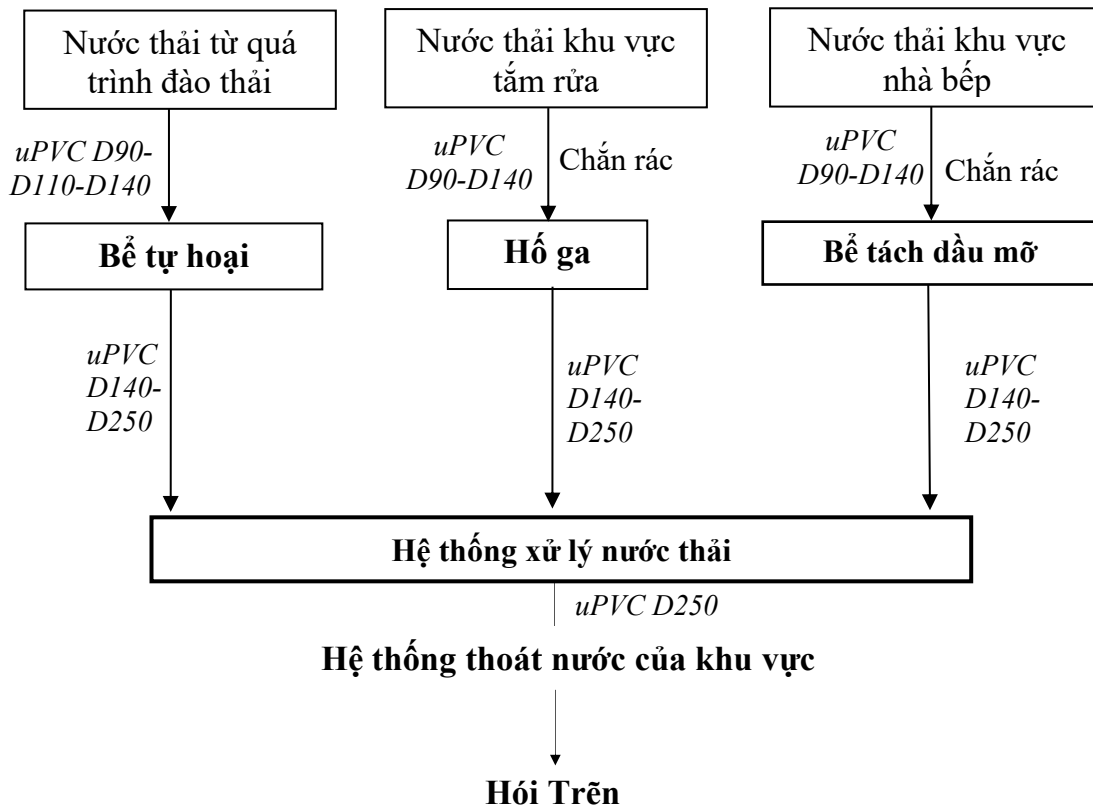 Nước thải từ quá
trình đào thải
Nước thải khu vực
tắm rửa
Nước thải khu vực
nhà bếp
uPVC D90-
D110-D140
uPVC
D90-D140
Chắn rác
uPVC
D90-D140
Chắn rác
Bể tự hoại
Hố ga
Bể tách dầu mỡ
uPVC
D140-
D250
uPVC
D140-
D250
uPVC
D140-
D250
Hệ thống xử lý nước thải
uPVC D250
Hệ thống thoát nước của khu vực
Hói Trẽn